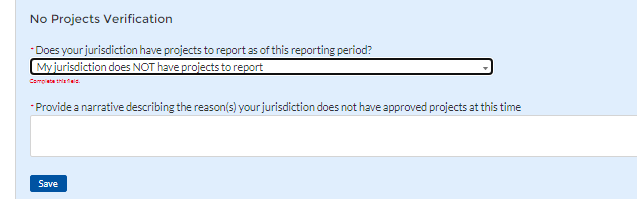 No Projects Verification
*Does your jurisdiction have projects to report as of this reporting period?
My jurisdiction does NOT have projects to report
Complete this field.
*Provide a narrative describing the reason(s) your jurisdiction does not have approved projects at this time
Save